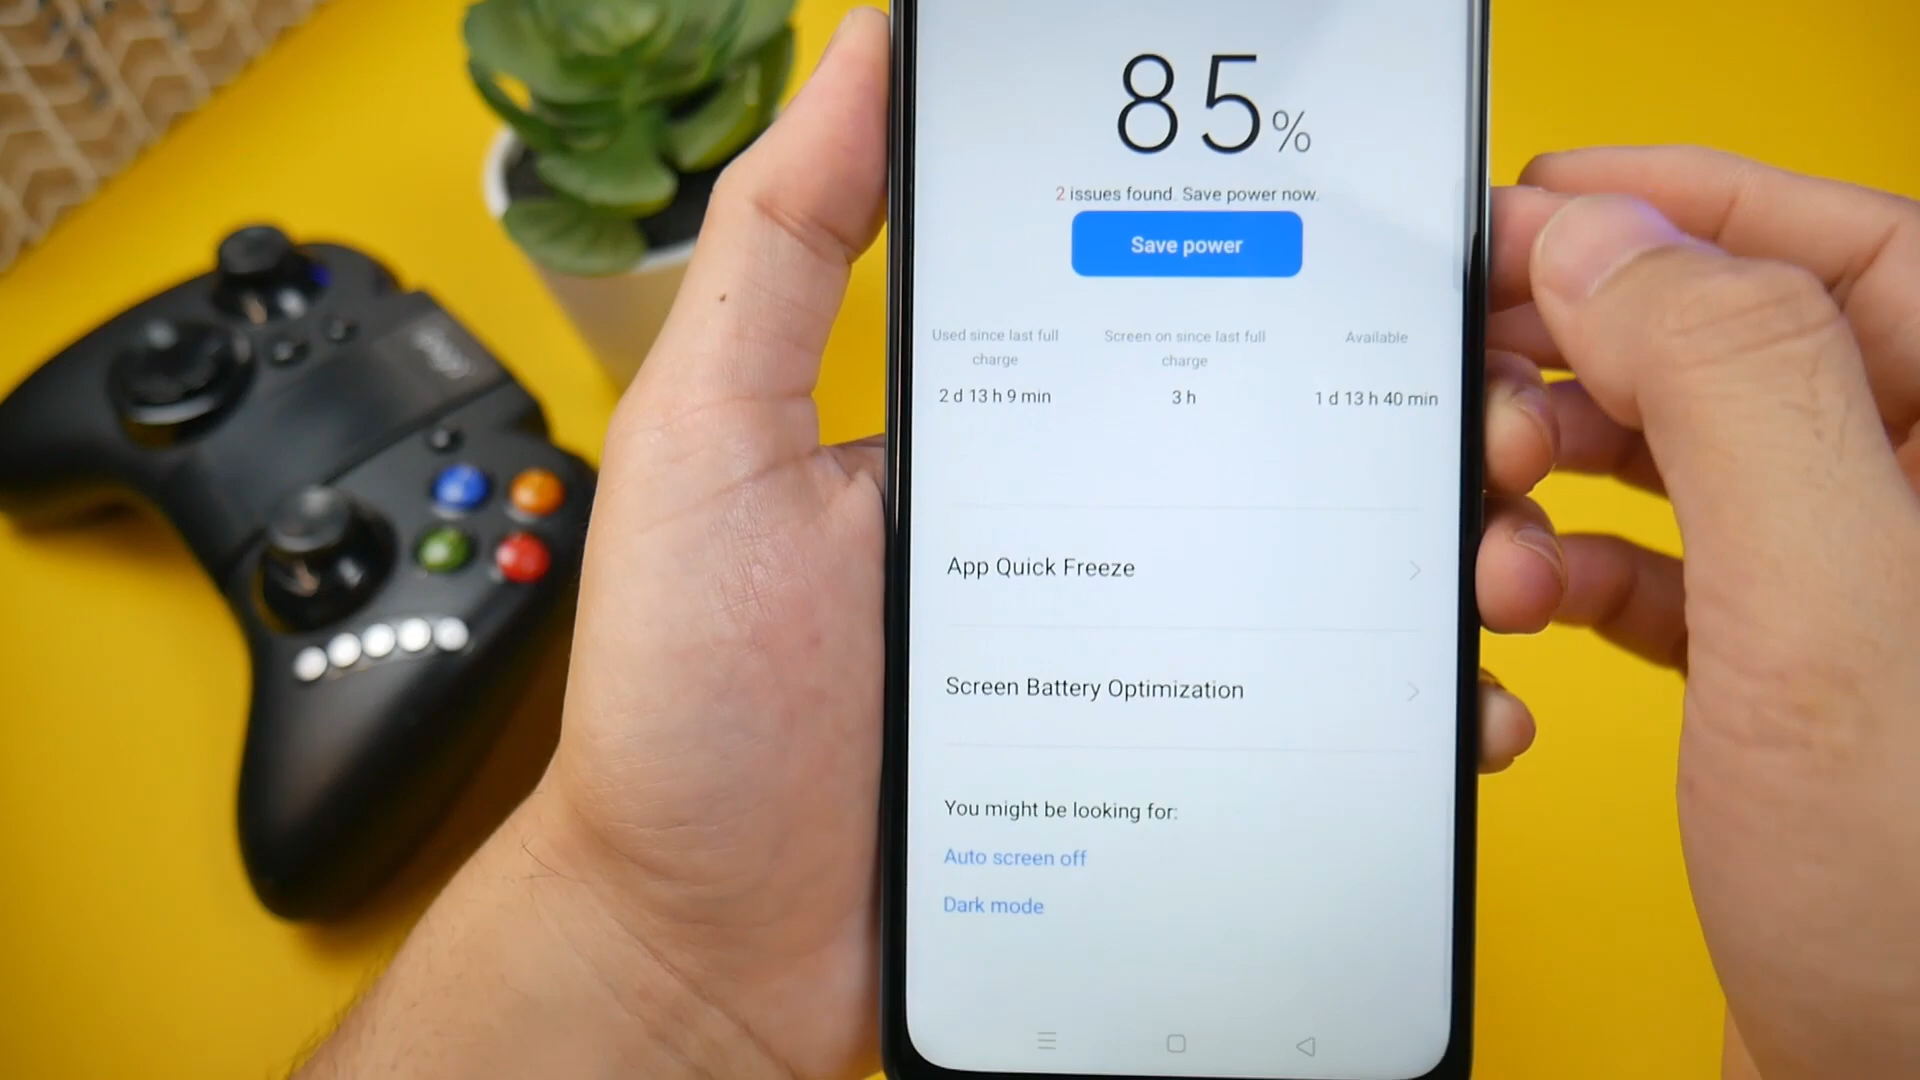 85%
2 issues found. Save power now.
Save power
Used since last full
charge
2 d 13 h 9 min
Screen on since last full
charge
3 h
Available
1 d 13 h 40 min
App Quick Freeze
Screen Battery Optimization
You might be looking for:
Auto screen off
Dark mode